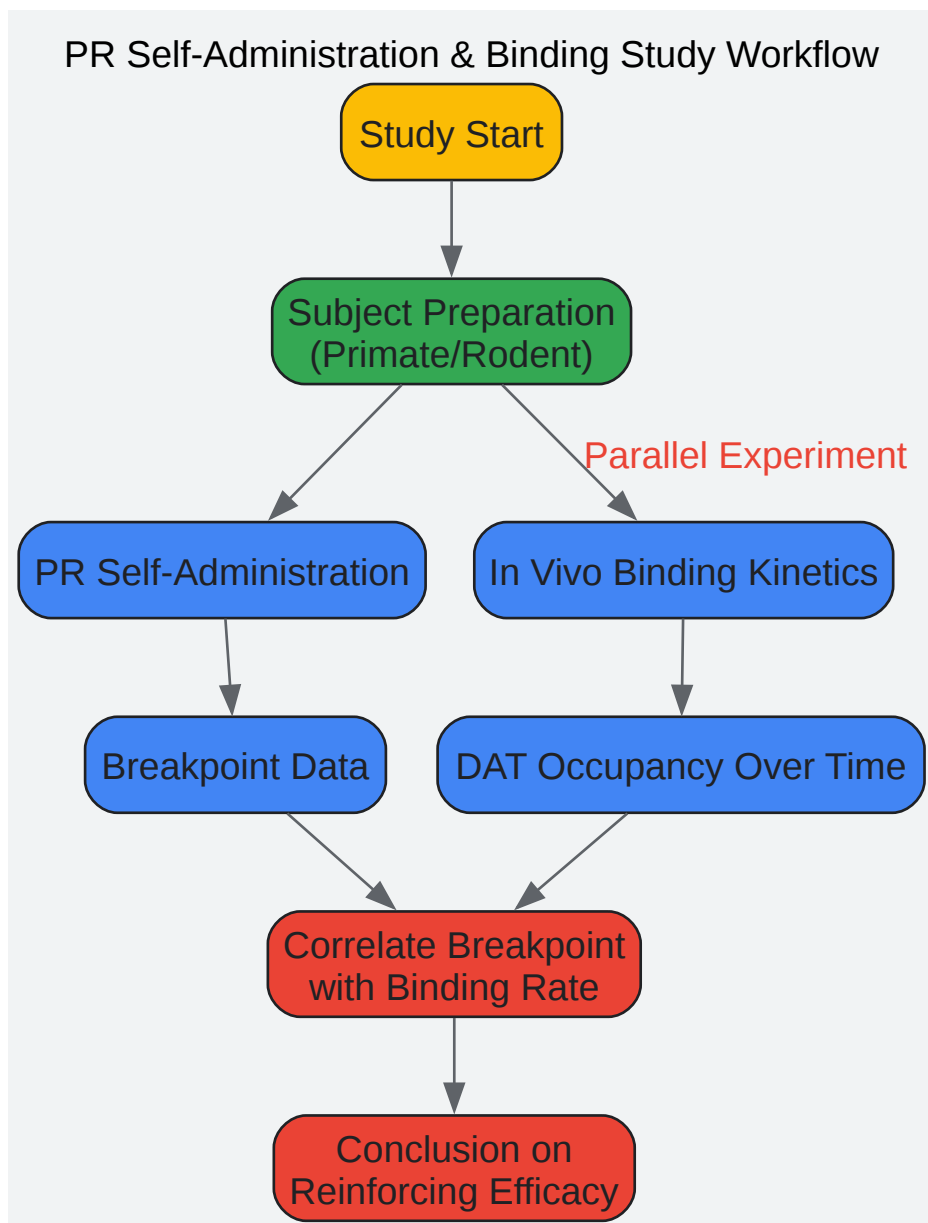 PR Self-Administration & Binding Study Workflow
Study Start
Subject Preparation
(Primate/Rodent)
Parallel Experiment
PR Self-Administration
In Vivo Binding Kinetics
Breakpoint Data
DAT Occupancy Over Time
Correlate Breakpoint
with Binding Rate
Conclusion on
Reinforcing Efficacy